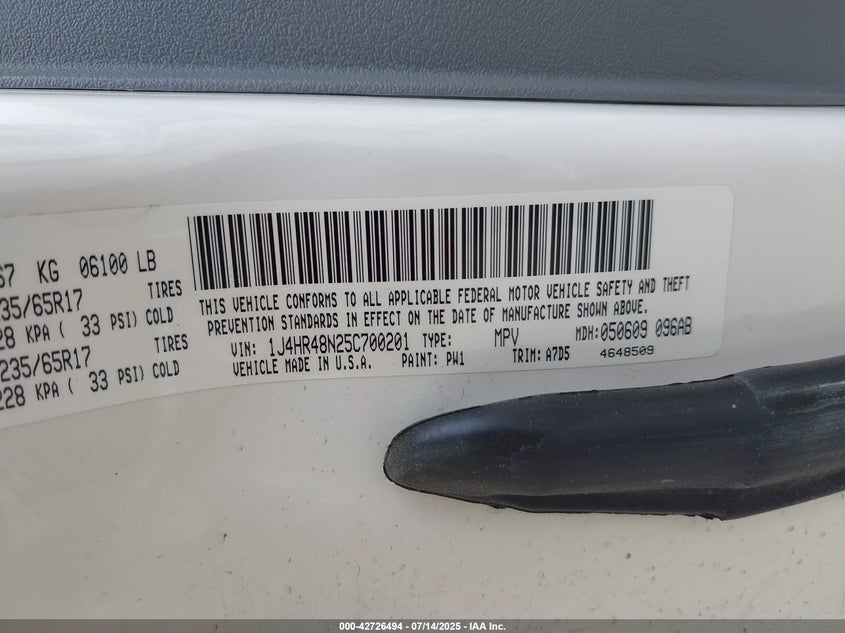 67 KG 06100 LB
35/65R17 TIRES
28 KPA ( 33 PSI) COLD
235/65R17 TIRES
228 KPA ( 33 PSI) COLD
THIS VEHICLE CONFORMS TO ALL APPLICABLE FEDERAL MOTOR VEHICLE SAFETY AND THEFT
PREVENTION STANDARDS IN EFFECT ON THE DATE OF MANUFACTURE SHOWN ABOVE.
VIN: 1J4HR48N25C700201 TYPE: MPV MDH: 050609 096AB
VEHICLE MADE IN U.S.A. PAINT: PW1 TRIM: A7D5 4648509
000-42726494 - 07/14/2025 - IAA Inc.